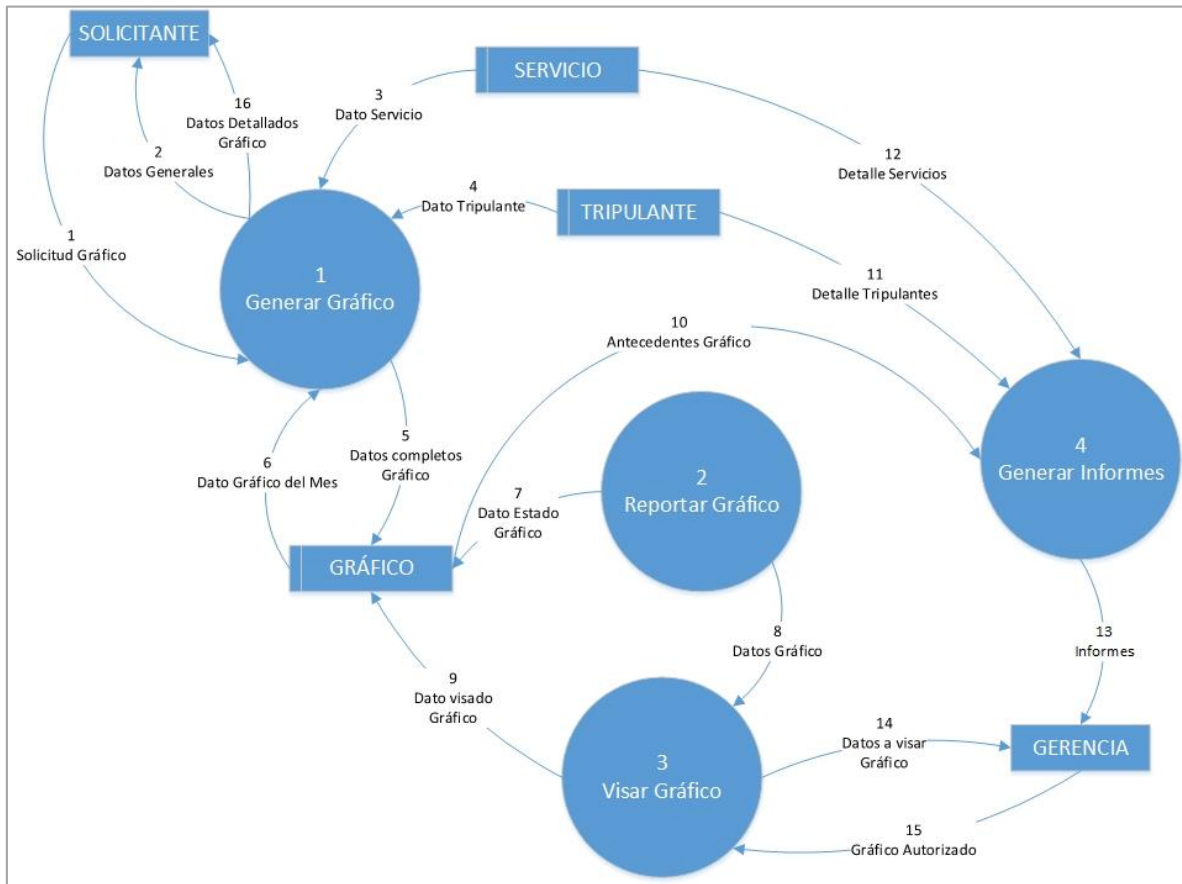 SOLICITANTE
SERVICIO
3
Dato Servicio
16
Datos Detallados
Gráfico
2
Datos Generales
12
Detalle Servicios
4
Dato Tripulante
TRIPULANTE
1
Solicitud Gráfico
1
Generar Gráfico
11
Detalle Tripulantes
10
Antecedentes Gráfico
5
Datos completos
Gráfico
6
Dato Gráfico del Mes
2
Reportar Gráfico
4
Generar Informes
7
Dato Estado
Gráfico
GRÁFICO
8
Datos Gráfico
13
Informes
9
Dato visado
Gráfico
3
Visar Gráfico
14
Datos a visar
Gráfico
GERENCIA
15
Gráfico Autorizado